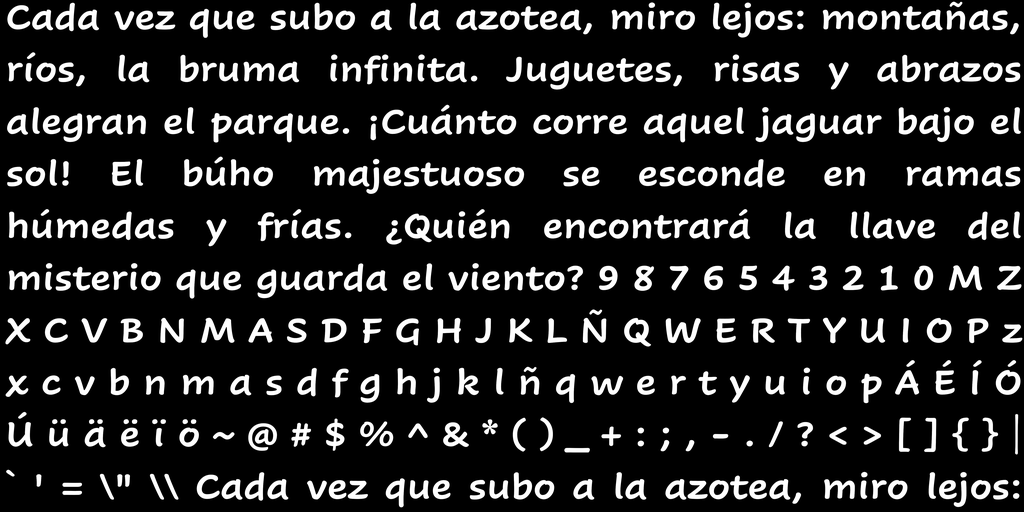 Cada vez que subo a la azotea, miro lejos: montañas,
ríos, la bruma infinita. Juguetes, risas y abrazos
alegran el parque. ¡Cuánto corre aquel jaguar bajo el
sol! El búho majestuoso se esconde en ramas
húmedas y frías. ¿Quién encontrará la llave del
misterio que guarda el viento? 9 8 7 6 5 4 3 2 1 0 M Z
X C V B N M A S D F G H J K L Ñ Q W E R T Y U I O P z
x c v b n m a s d f g h j k l ñ q w e r t y u i o p Á É Í Ó
Ú ü ä ë ï ö ~ @ # $ % ^ & * ( ) _ + : ; , - . / ? < > [ ] { } |
` ' = \" \\ Cada vez que subo a la azotea, miro lejos: